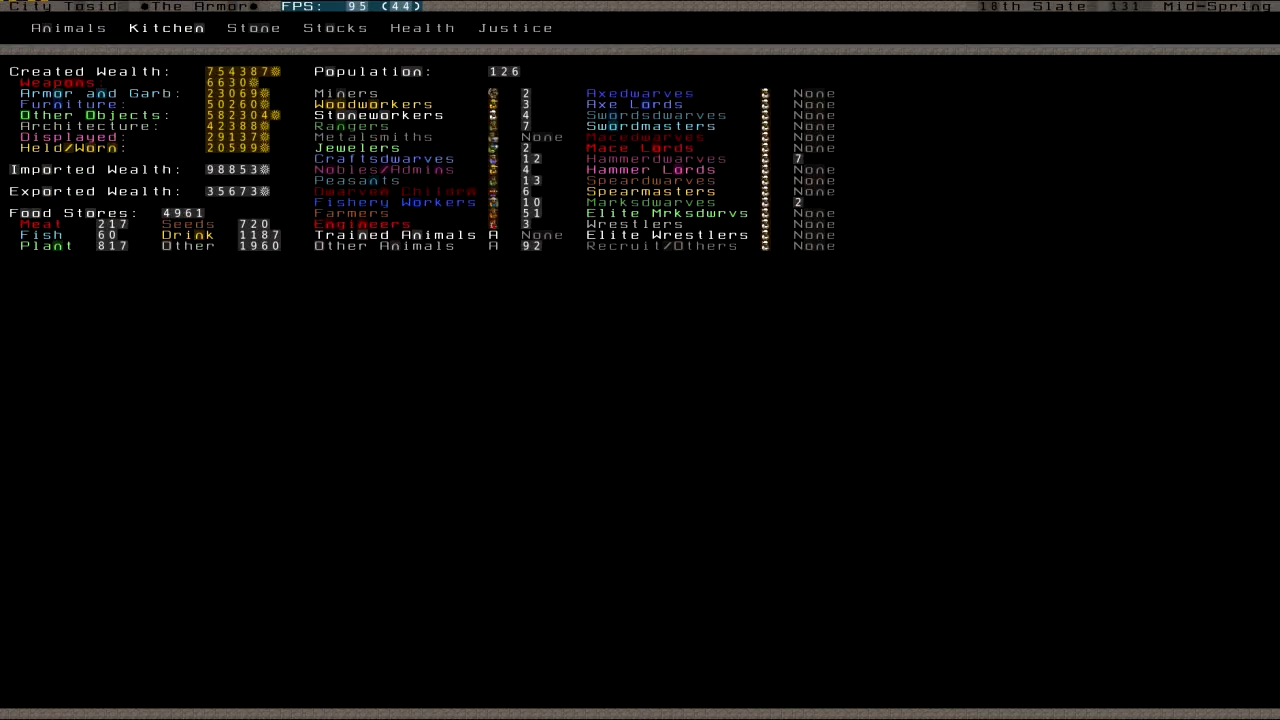 City Tosid ●The Armor● FPS: 95 (44) 18th Slate 131 Mid-Spring
Animals Kitchen Stone Stocks Health Justice
Created Wealth: 754387☼ Population: 126
Weapons: 6630☼
Armor and Garb: 23069☼ Miners 2 Axedwarves None
Furniture: 50260☼ Woodworkers 3 Axe Lords None
Other Objects: 582304☼ Stoneworkers 4 Swordsdwarves None
Architecture: 42388☼ Rangers 7 Swordmasters None
Displayed: 29137☼ Metalsmiths None Macedwarves None
Held/Worn: 20599☼ Jewelers 2 Mace Lords None
Craftsdwarves 12 Hammerdwarves 7
Imported Wealth: 98853☼ Nobles/Admins 4 Hammer Lords None
Peasants 13 Speardwarves None
Exported Wealth: 35673☼ Dwarven Children 6 Spearmasters None
Fishery Workers 10 Marksdwarves 2
Food Stores: 4961 Farmers 51 Elite Mrksdwrvs None
Meat 217 Seeds 720 Engineers 3 Wrestlers None
Fish 60 Drink 1187 Trained Animals A None Elite Wrestlers None
Plant 817 Other 1960 Other Animals A 92 Recruit/Others None